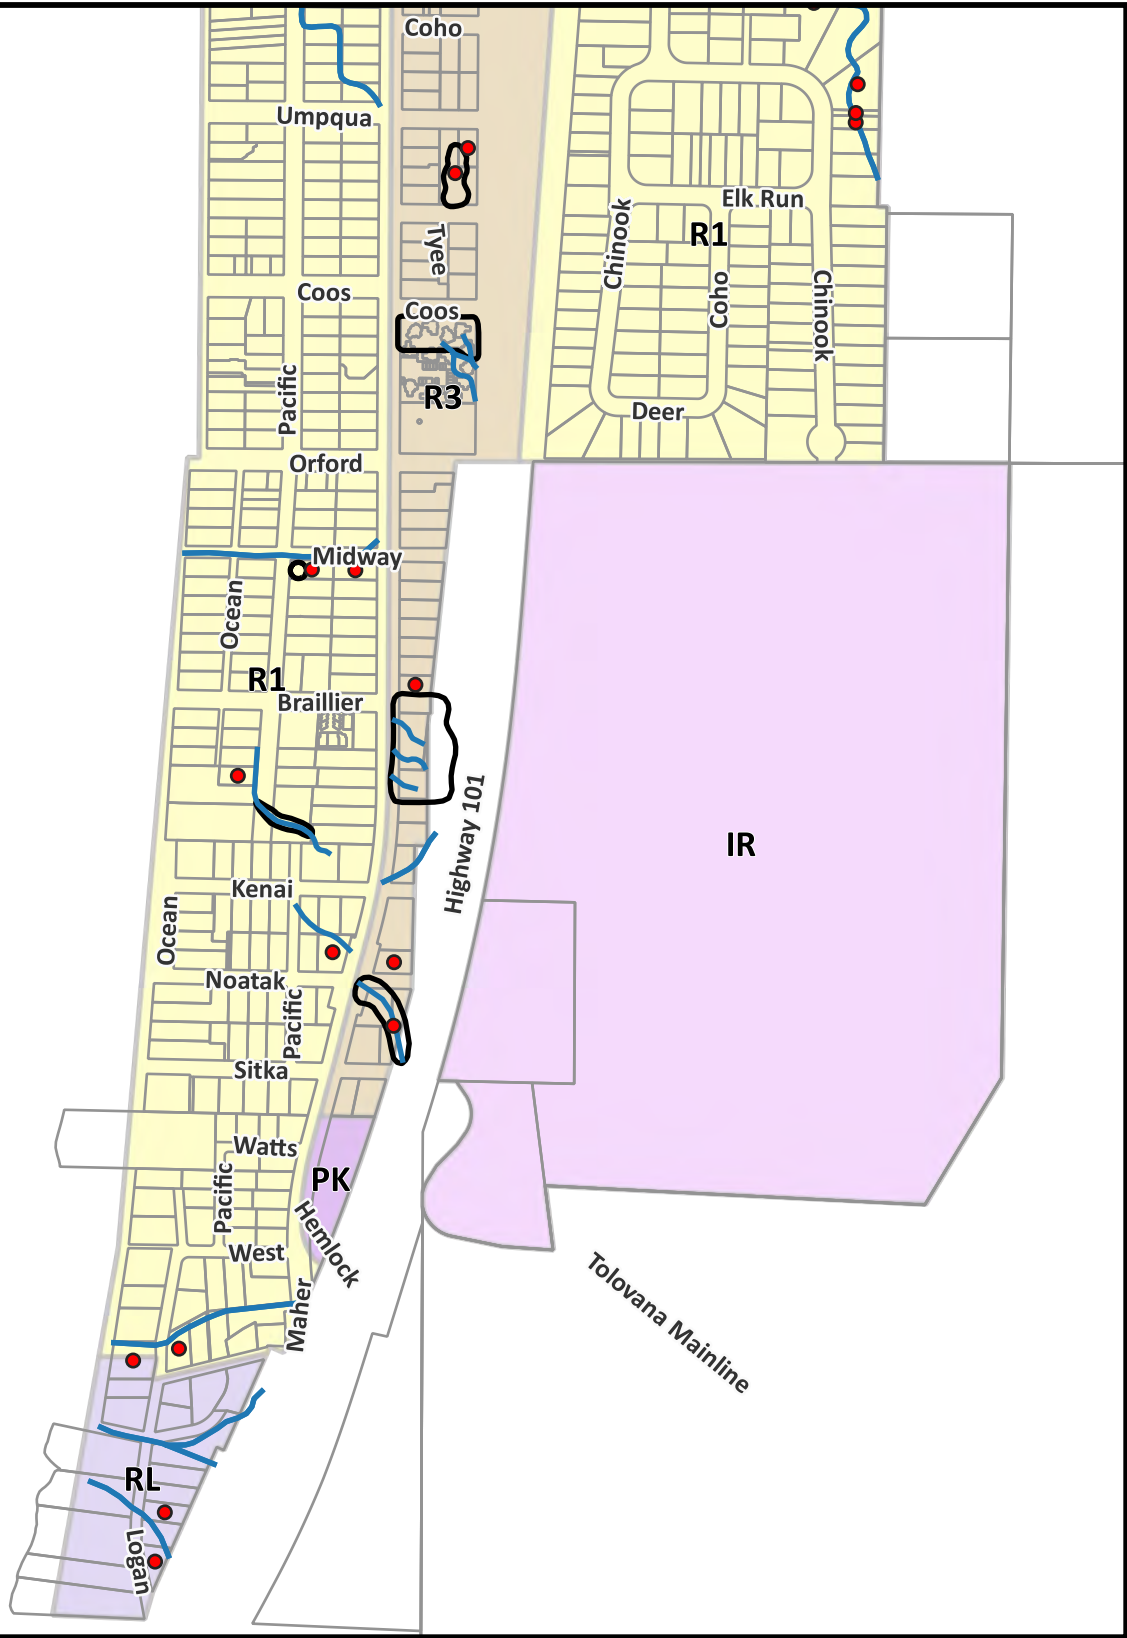 Coho
Umpqua
Elk Run
Chinook
R1
Tyee
Coos
Coho
Chinook
Coos
Pacific
R3
Deer
Orford
Midway
Ocean
R1
Braillier
Highway 101
IR
Kenai
Ocean
Noatak
Pacific
Sitka
Watts
PK
Pacific
Hemlock
West
Maher
Tolovana Mainline
RL
Logan